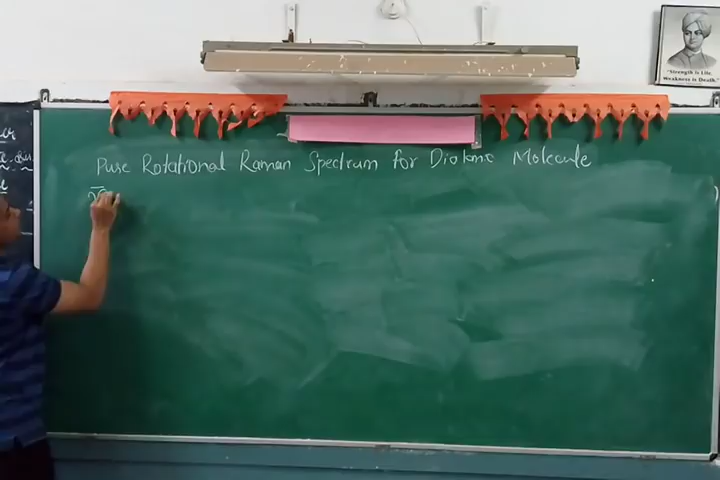 Pure Rotational Raman Spectrum for Diatomic Molecule
"Strength is Life,
Weakness is Death."